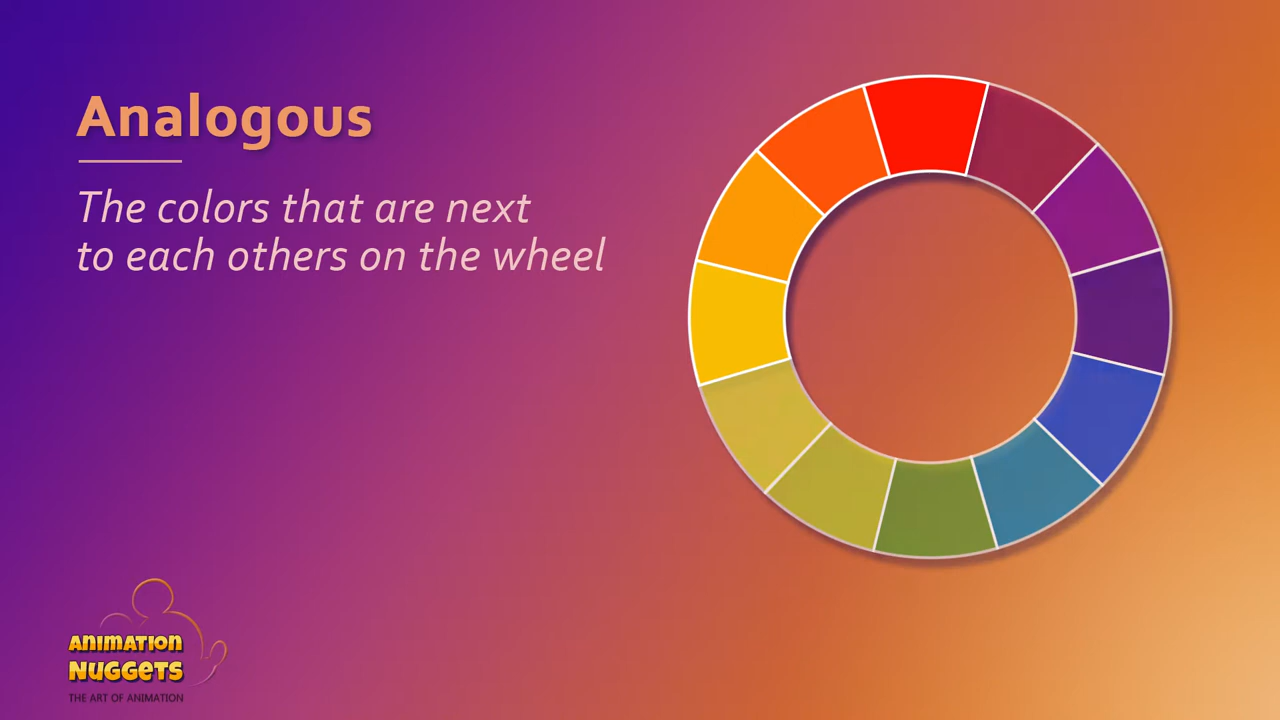 Analogous
The colors that are next
to each others on the wheel
ANIMATION
NUGGETS
THE ART OF ANIMATION